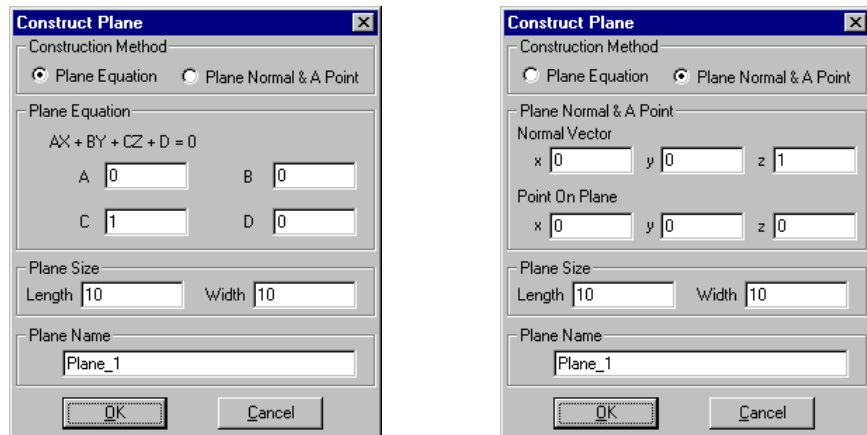 Construct Plane
Construction Method
Plane Equation Plane Normal & A Point
Plane Equation
AX + BY + CZ + D = 0
A 0 B 0
C 1 D 0
Plane Size
Length 10 Width 10
Plane Name
Plane_1
OK Cancel
Construct Plane
Construction Method
Plane Equation Plane Normal & A Point
Plane Normal & A Point
Normal Vector
x 0 y 0 z 1
Point On Plane
x 0 y 0 z 0
Plane Size
Length 10 Width 10
Plane Name
Plane_1
OK Cancel